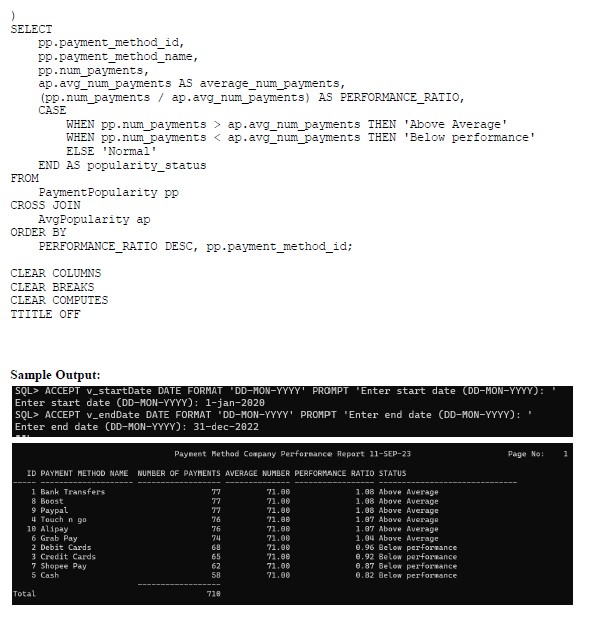 )
SELECT
pp.payment_method_id,
pp.payment_method_name,
pp.num_payments,
ap.avg_num_payments AS average_num_payments,
(pp.num_payments / ap.avg_num_payments) AS PERFORMANCE_RATIO,
CASE
WHEN pp.num_payments > ap.avg_num_payments THEN 'Above Average'
WHEN pp.num_payments < ap.avg_num_payments THEN 'Below performance'
ELSE 'Normal'
END AS popularity_status
FROM
PaymentPopularity pp
CROSS JOIN
AvgPopularity ap
ORDER BY
PERFORMANCE_RATIO DESC, pp.payment_method_id;
CLEAR COLUMNS
CLEAR BREAKS
CLEAR COMPUTES
TTITLE OFF
Sample Output:
SQL> ACCEPT v_startDate DATE FORMAT 'DD-MON-YYYY' PROMPT 'Enter start date (DD-MON-YYYY): '
Enter start date (DD-MON-YYYY): 1-jan-2020
SQL> ACCEPT v_endDate DATE FORMAT 'DD-MON-YYYY' PROMPT 'Enter end date (DD-MON-YYYY): '
Enter end date (DD-MON-YYYY): 31-dec-2022
Payment Method Company Performance Report 11-SEP-23 Page No: 1
ID PAYMENT METHOD NAME NUMBER OF PAYMENTS AVERAGE NUMBER PERFORMANCE RATIO STATUS
1 Bank Transfers 77 71.00 1.08 Above Average
8 Boost 77 71.00 1.08 Above Average
9 Paypal 77 71.00 1.08 Above Average
4 Touch n go 76 71.00 1.07 Above Average
10 Alipay 76 71.00 1.07 Above Average
6 Grab Pay 74 71.00 1.04 Above Average
2 Debit Cards 68 71.00 0.96 Below performance
3 Credit Cards 65 71.00 0.92 Below performance
7 Shopee Pay 62 71.00 0.87 Below performance
5 Cash 58 71.00 0.82 Below performance
Total 710